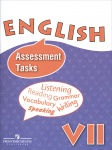 ENGLISH
Assessment
Tasks
Listening
Reading Grammar
Vocabulary Writing
Speaking
VII